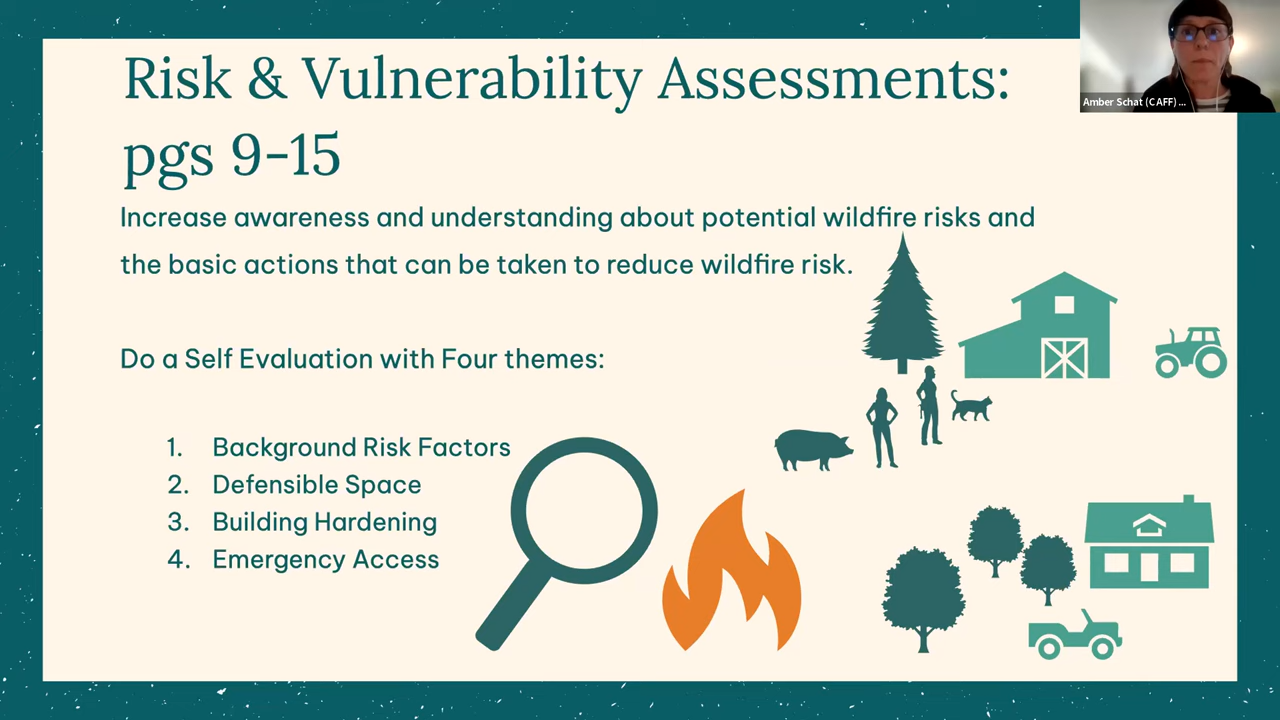 Risk & Vulnerability Assessments:
pgs 9-15
Increase awareness and understanding about potential wildfire risks and
the basic actions that can be taken to reduce wildfire risk.
Do a Self Evaluation with Four themes:
1. Background Risk Factors
2. Defensible Space
3. Building Hardening
4. Emergency Access
Amber Schat (CAFF) ...